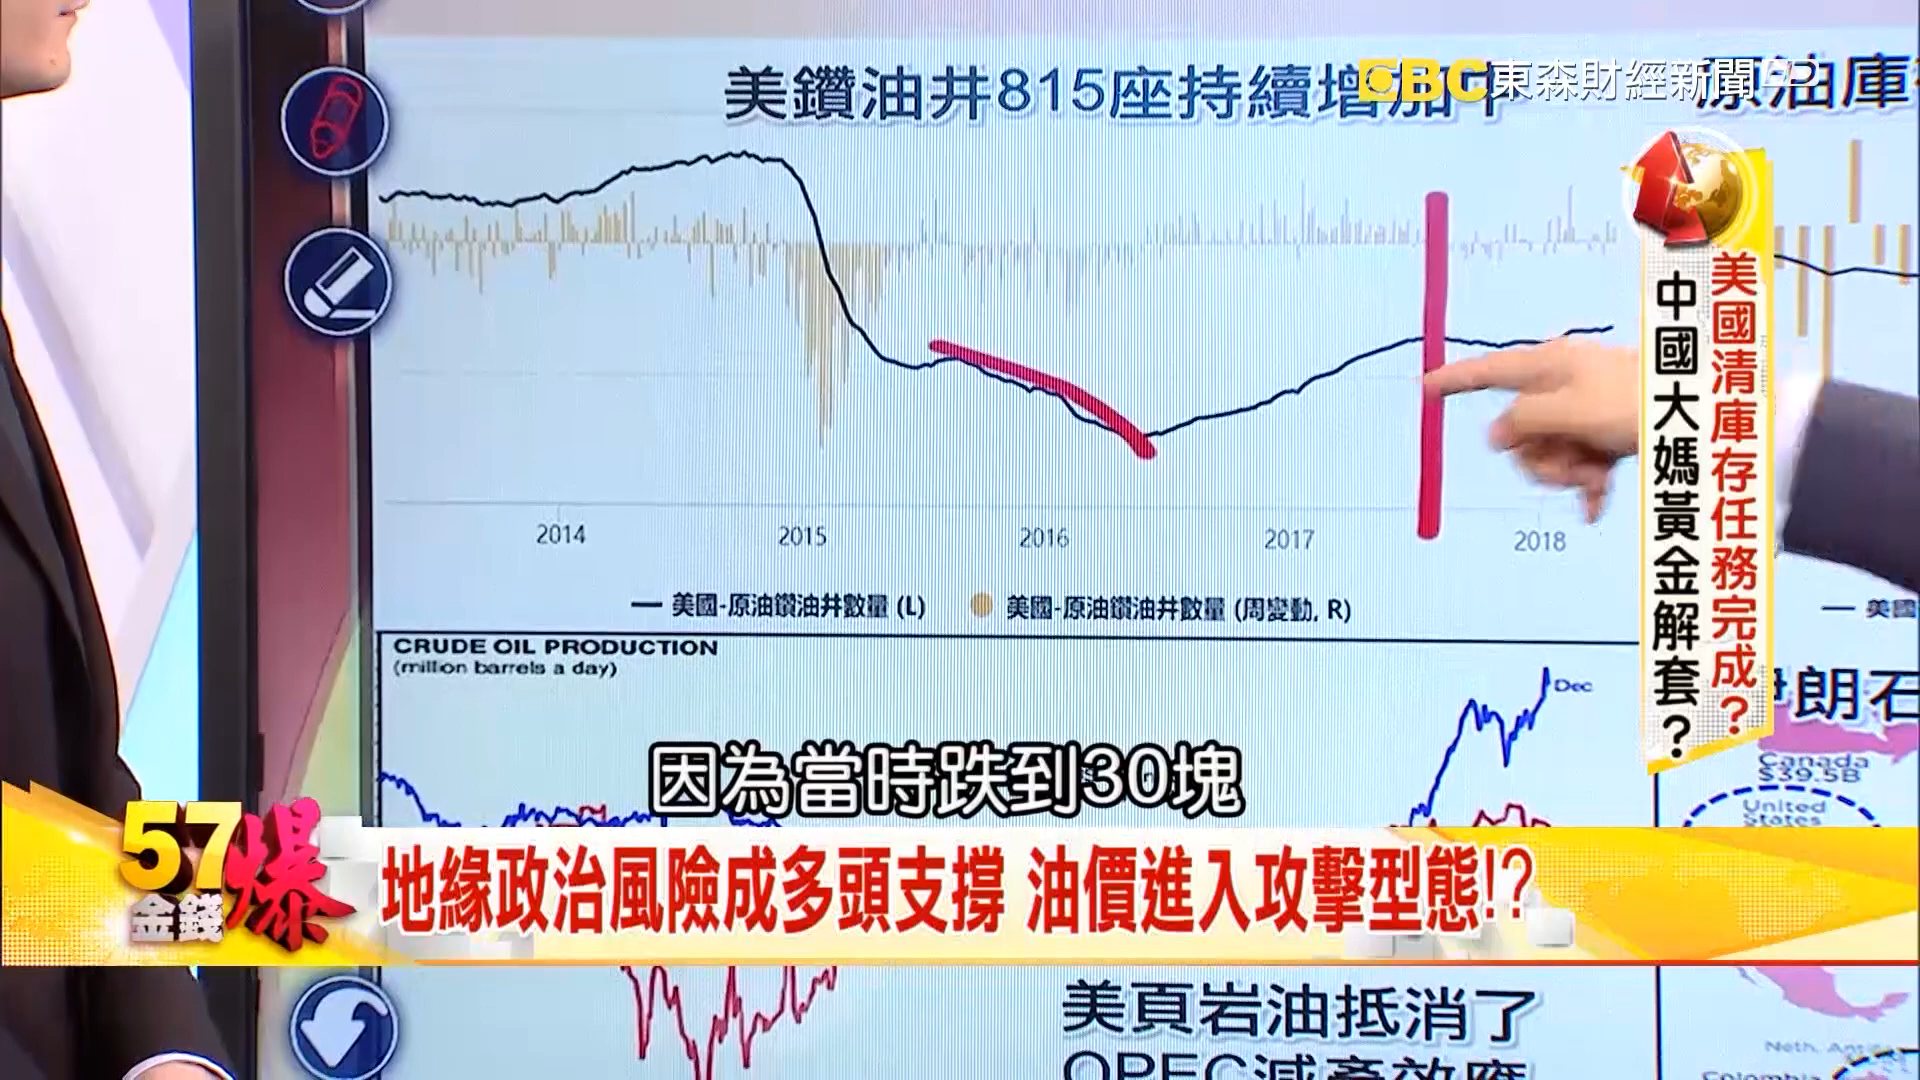 美鑽油井815座持續增加中
EBC東森財經新聞
原油庫
美國清庫存任務完成？
中國大媽黃金解套？
2014
2015
2016
2017
2018
美國-原油鑽油井數量 (L)
美國-原油鑽油井數量 (周變動, R)
美國
CRUDE OIL PRODUCTION
(million barrels a day)
Dec
伊朗石
Canada
$39.5B
United
States
因為當時跌到30塊
57
金錢
爆
地緣政治風險成多頭支撐 油價進入攻擊型態!?
美頁岩油抵消了
OPEC減產效應
Neth. Antill
Colombia